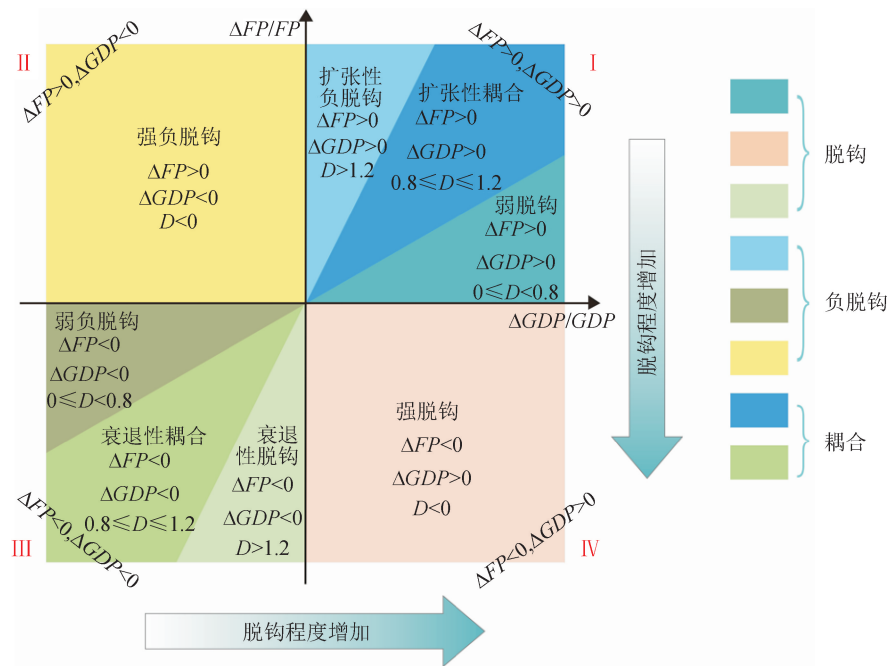 ΔFP/FP
II
ΔFP>0,ΔGDP<0
强负脱钩
ΔFP>0
ΔGDP<0
D<0
扩张性
负脱钩
ΔFP>0
ΔGDP>0
D>1.2
扩张性耦合
ΔFP>0
ΔGDP>0
0.8≤D≤1.2
I
ΔFP>0,ΔGDP>0
弱脱钩
ΔFP>0
ΔGDP>0
0≤D<0.8
ΔGDP/GDP
弱负脱钩
ΔFP<0
ΔGDP<0
0≤D<0.8
衰退性耦合
ΔFP<0
ΔGDP<0
0.8≤D≤1.2
衰退
性脱钩
ΔFP<0
ΔGDP<0
D>1.2
III
ΔFP<0,ΔGDP<0
强脱钩
ΔFP<0
ΔGDP>0
D<0
IV
ΔFP<0,ΔGDP>0
脱钩程度增加
脱钩程度增加
脱钩
负脱钩
耦合